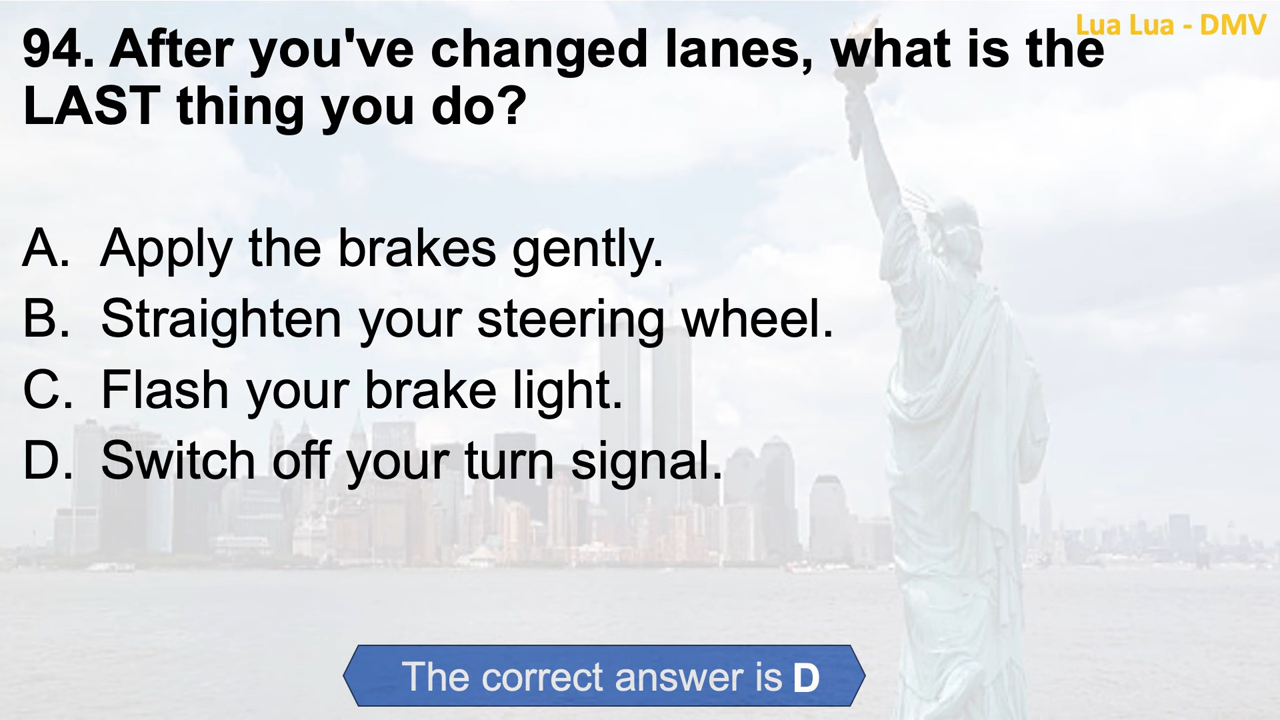 Lua Lua - DMV
94. After you've changed lanes, what is the
LAST thing you do?
A. Apply the brakes gently.
B. Straighten your steering wheel.
C. Flash your brake light.
D. Switch off your turn signal.
The correct answer is D